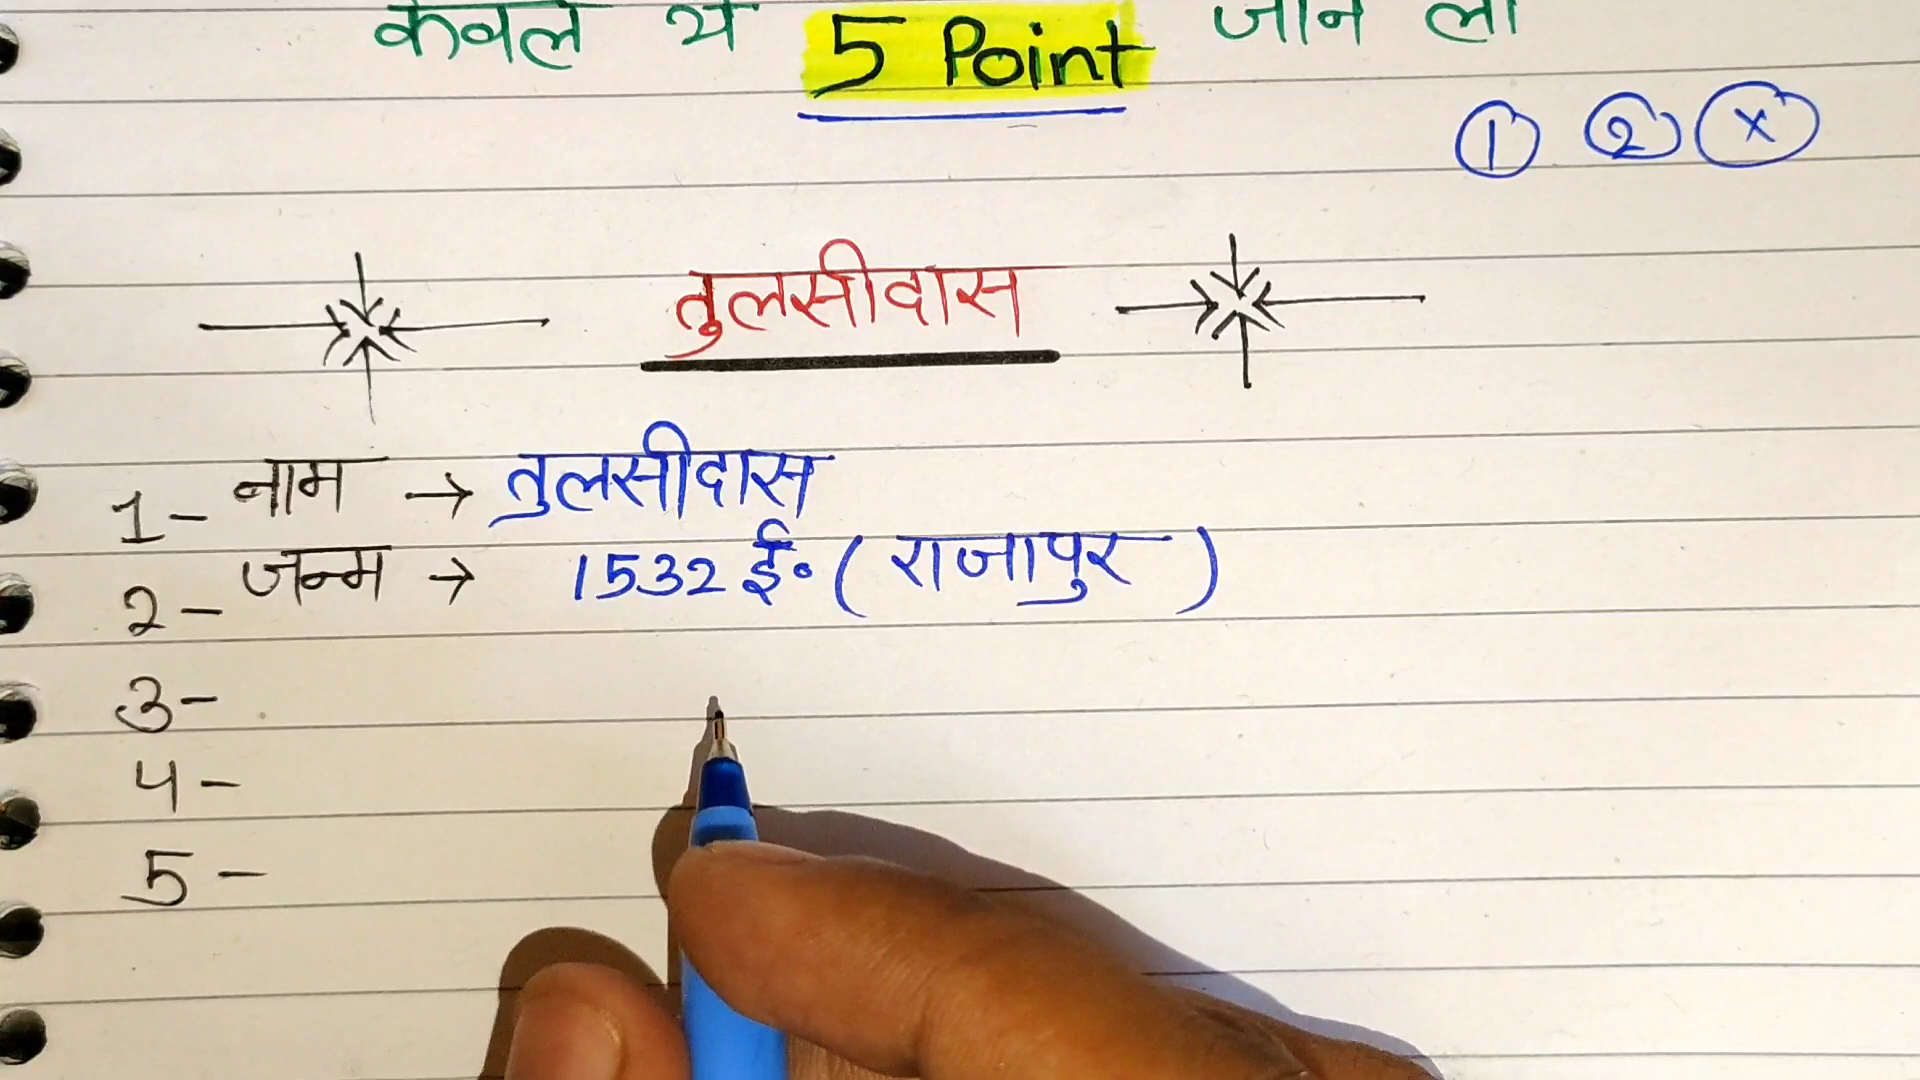 केवल ये 5 Point जान लो
1 2 x
तुलसीदास
1- नाम → तुलसीदास
2- जन्म → 1532 ई॰ ( राजापुर )
3-
4-
5-